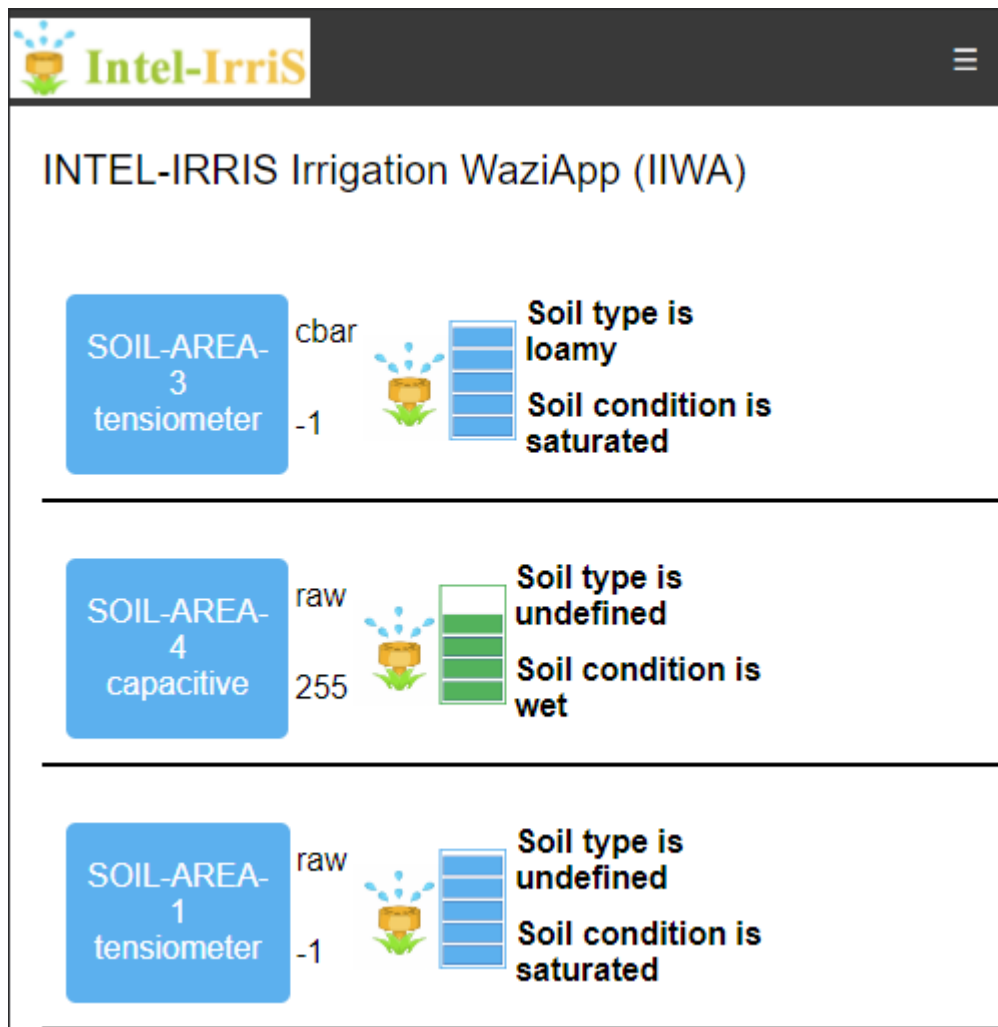 Intel-IrriS
☰
INTEL-IRRIS Irrigation WaziApp (IIWA)
SOIL-AREA-
3
tensiometer
cbar
-1
Soil type is
loamy
Soil condition is
saturated
SOIL-AREA-
4
capacitive
raw
255
Soil type is
undefined
Soil condition is
wet
SOIL-AREA-
1
tensiometer
raw
-1
Soil type is
undefined
Soil condition is
saturated